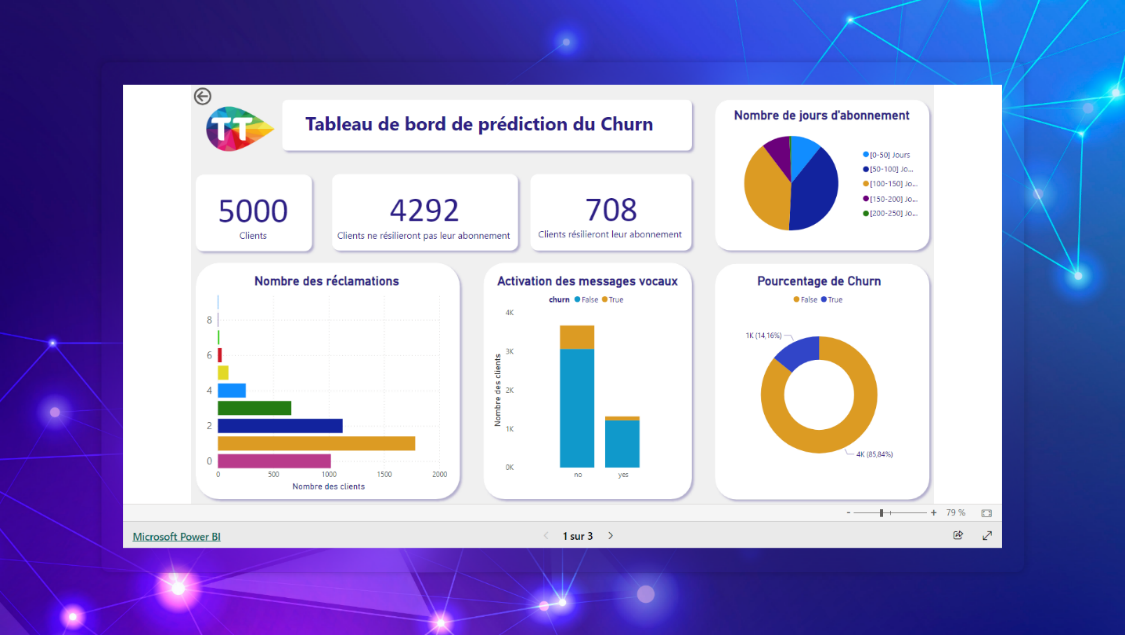 TT
Tableau de bord de prédiction du Churn
5000
Clients
4292
Clients ne résilieront pas leur abonnement
708
Clients résilieront leur abonnement
Nombre de jours d'abonnement
[0-50] Jours
[50-100] Jo...
[100-150] Jo...
[150-200] Jo...
[200-250] Jo...
Nombre des réclamations
8
6
4
2
0
0 500 1000 1500 2000
Nombre des clients
Activation des messages vocaux
churn False True
Nombre des clients
4K
3K
2K
1K
0K
no yes
Pourcentage de Churn
False True
1K (14,16%)
4K (85,84%)
- + 79 %
Microsoft Power BI
1 sur 3